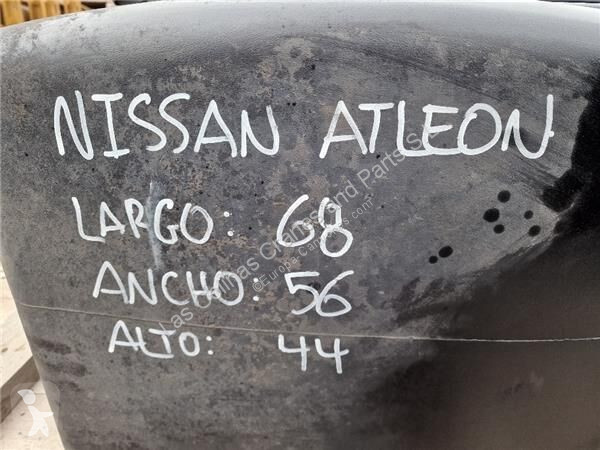 NISSAN ATLEON
LARGO: 68
ANCHO: 56
ALTO: 44